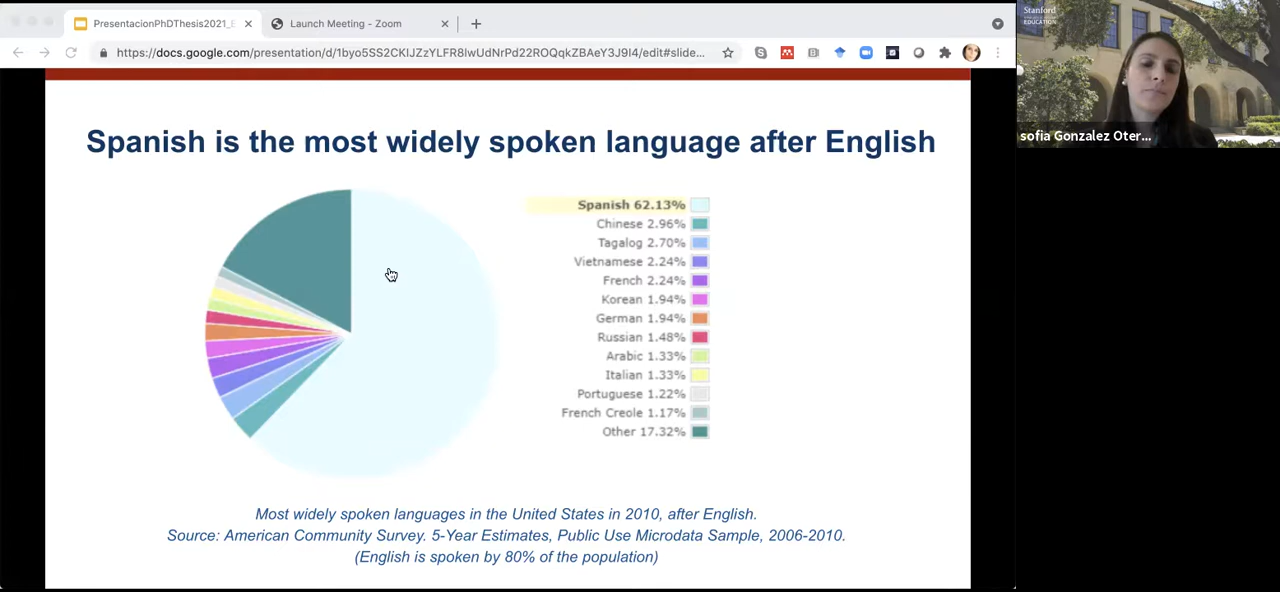 PresentacionPhDThesis2021_E
Launch Meeting - Zoom
https://docs.google.com/presentation/d/
Stanford
EDUCATION
sofia Gonzalez Oter...
Spanish is the most widely spoken language after English
Spanish 62.13%
Chinese 2.96%
Tagalog 2.70%
Vietnamese 2.24%
French 2.24%
Korean 1.94%
German 1.94%
Russian 1.48%
Arabic 1.33%
Italian 1.33%
Portuguese 1.22%
French Creole 1.17%
Other 17.32%
Most widely spoken languages in the United States in 2010, after English.
Source: American Community Survey. 5-Year Estimates, Public Use Microdata Sample, 2006-2010.
(English is spoken by 80% of the population)